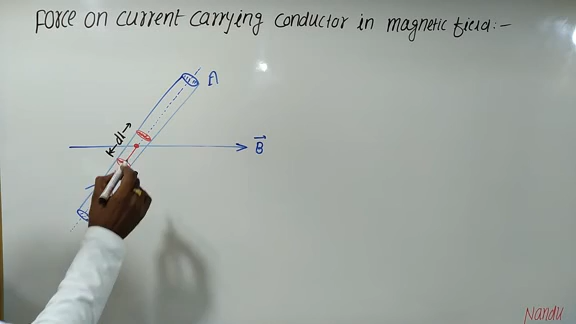 Force on current carrying conductor in magnetic field:-
A
dl
B
Nandu